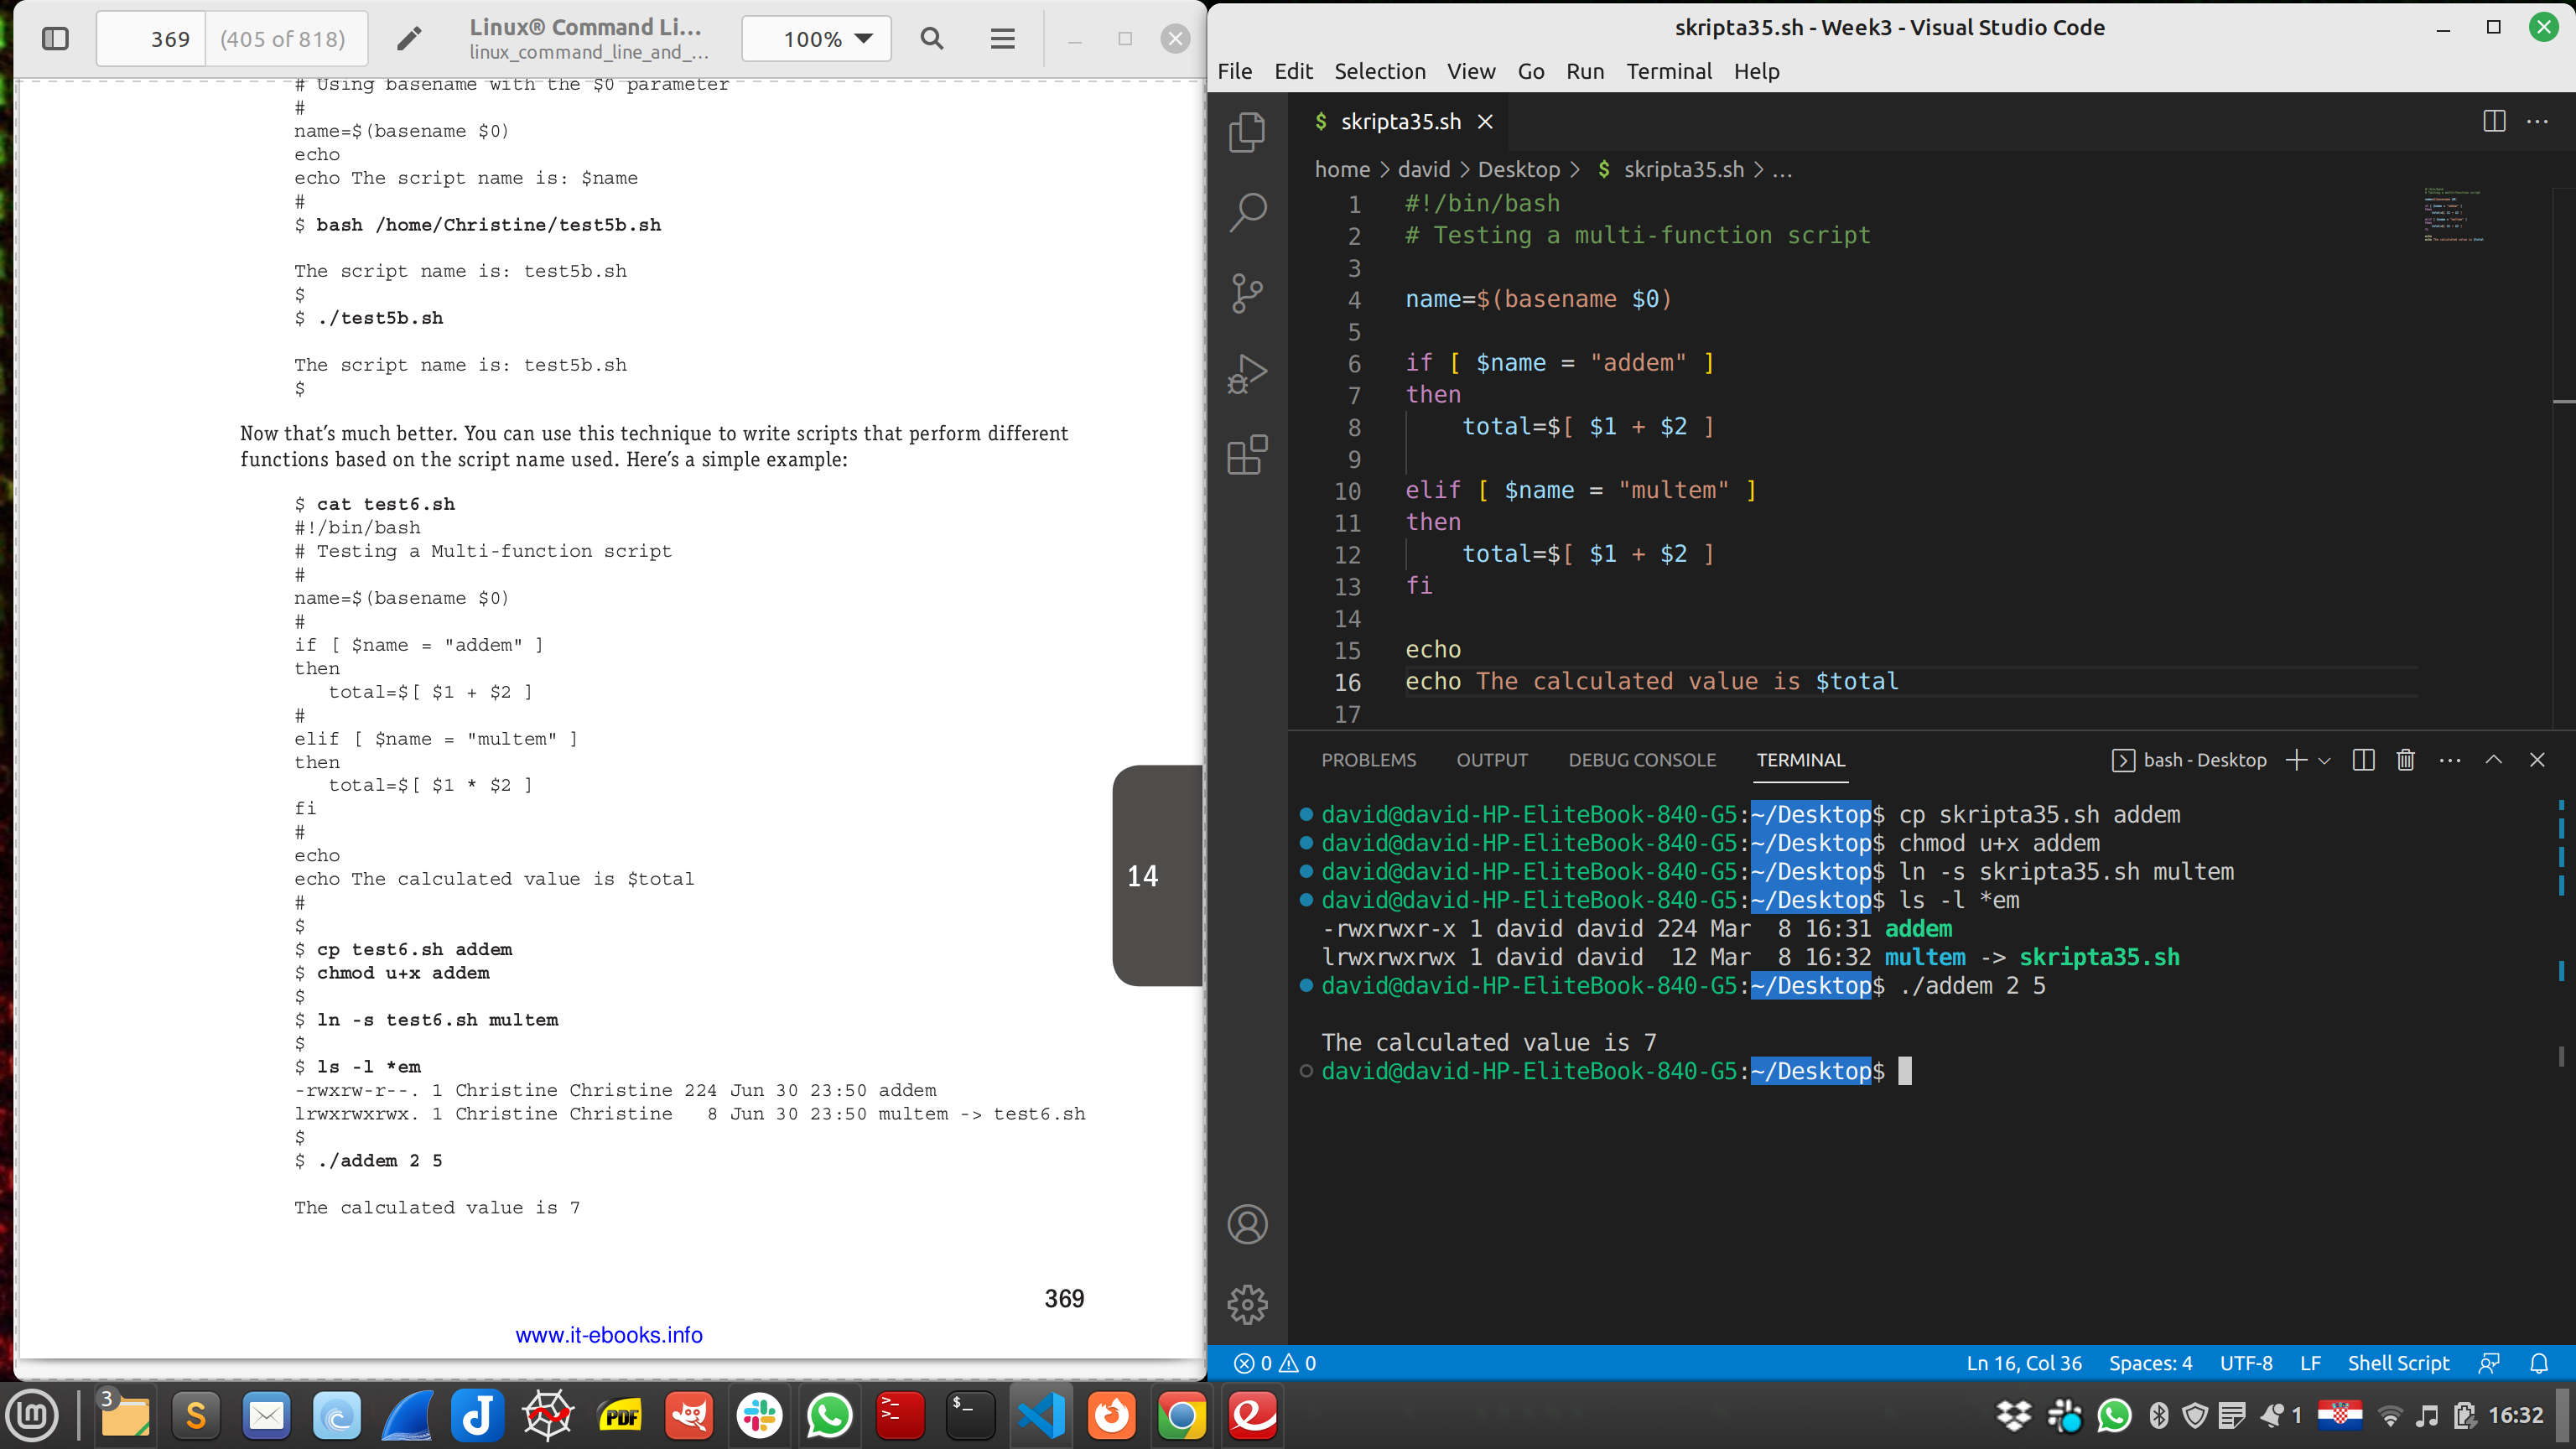 369 (405 of 818)
Linux® Command Li...
linux_command_line_and_...
100%
# Using basename with the $0 parameter
#
name=$(basename $0)
echo
echo The script name is: $name
#
$ bash /home/Christine/test5b.sh
The script name is: test5b.sh
$
$ ./test5b.sh
The script name is: test5b.sh
$
Now that's much better. You can use this technique to write scripts that perform different
functions based on the script name used. Here's a simple example:
$ cat test6.sh
#!/bin/bash
# Testing a Multi-function script
#
name=$(basename $0)
#
if [ $name = "addem" ]
then
total=$[ $1 + $2 ]
#
elif [ $name = "multem" ]
then
total=$[ $1 * $2 ]
fi
#
echo
echo The calculated value is $total
#
$
$ cp test6.sh addem
$ chmod u+x addem
$
$ ln -s test6.sh multem
$
$ ls -l *em
-rwxrw-r--. 1 Christine Christine 224 Jun 30 23:50 addem
lrwxrwxrwx. 1 Christine Christine 8 Jun 30 23:50 multem -> test6.sh
$
$ ./addem 2 5
The calculated value is 7
14
369
www.it-ebooks.info
skripta35.sh - Week3 - Visual Studio Code
File Edit Selection View Go Run Terminal Help
$ skripta35.sh
home > david > Desktop > $ skripta35.sh > ...
1 #!/bin/bash
2 # Testing a multi-function script
3
4 name=$(basename $0)
5
6 if [ $name = "addem" ]
7 then
8 total=$[ $1 + $2 ]
9
10 elif [ $name = "multem" ]
11 then
12 total=$[ $1 + $2 ]
13 fi
14
15 echo
16 echo The calculated value is $total
17
PROBLEMS OUTPUT DEBUG CONSOLE TERMINAL bash - Desktop
david@david-HP-EliteBook-840-G5:~/Desktop$ cp skripta35.sh addem
david@david-HP-EliteBook-840-G5:~/Desktop$ chmod u+x addem
david@david-HP-EliteBook-840-G5:~/Desktop$ ln -s skripta35.sh multem
david@david-HP-EliteBook-840-G5:~/Desktop$ ls -l *em
-rwxrwxr-x 1 david david 224 Mar 8 16:31 addem
lrwxrwxrwx 1 david david 12 Mar 8 16:32 multem -> skripta35.sh
david@david-HP-EliteBook-840-G5:~/Desktop$ ./addem 2 5
The calculated value is 7
david@david-HP-EliteBook-840-G5:~/Desktop$
0 0 Ln 16, Col 36 Spaces: 4 UTF-8 LF Shell Script
3 S J PDF >_ >_ $_ 1 16:32